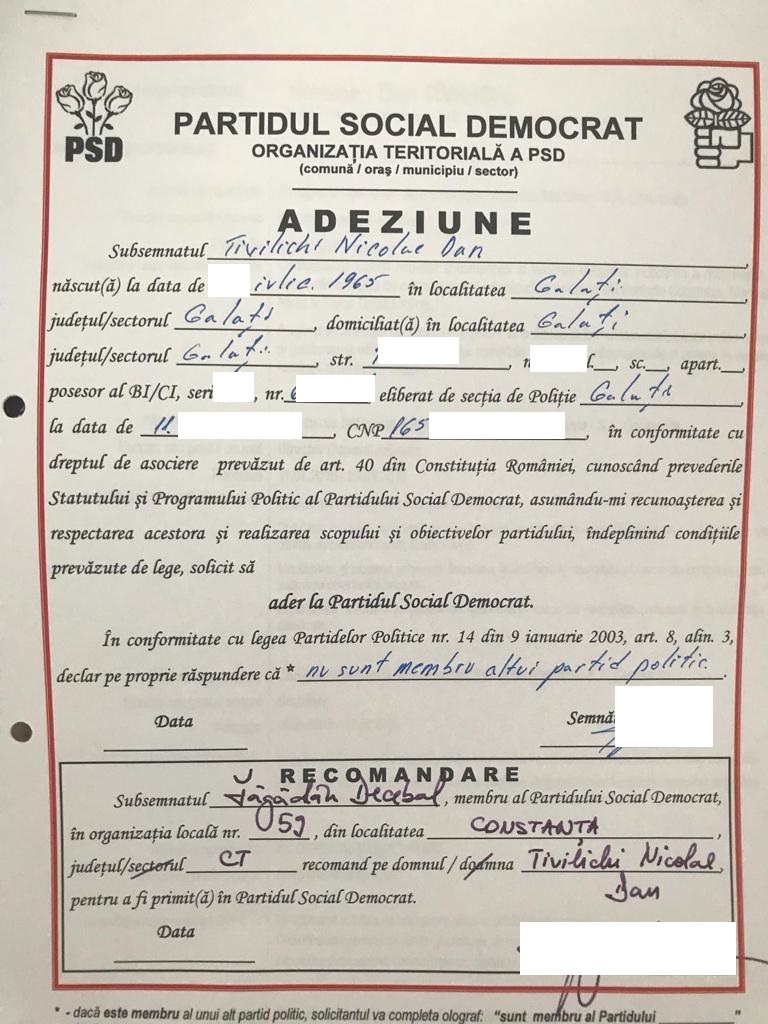 PSD
PARTIDUL SOCIAL DEMOCRAT
ORGANIZAȚIA TERITORIALĂ A PSD
(comună / oraș / municipiu / sector)
ADEZIUNE
Subsemnatul Tivilichi Nicolae Dan
născut(ă) la data de iulie. 1965 în localitatea Galați
județul/sectorul Galați, domiciliat(ă) în localitatea Galați
județul/sectorul Galați str. l. , sc. , apart.
posesor al BI/CI, seri , nr. eliberat de secția de Poliție Galați
la data de 11. , CNP 165 , în conformitate cu
dreptul de asociere prevăzut de art. 40 din Constituția României, cunoscând prevederile
Statutului și Programului Politic al Partidului Social Democrat, asumându-mi recunoașterea și
respectarea acestora și realizarea scopului și obiectivelor partidului, îndeplinind condițiile
prevăzute de lege, solicit să
ader la Partidul Social Democrat.
În conformitate cu legea Partidelor Politice nr. 14 din 9 ianuarie 2003, art. 8, alin. 3,
declar pe proprie răspundere că * nu sunt membru altui partid politic.
Data Semnă
RECOMANDARE
Subsemnatul Făgădău Decebal, membru al Partidului Social Democrat,
în organizația locală nr. 59, din localitatea CONSTANȚA,
județul/sectorul CT recomand pe domnul / doamna Tivilichi Nicolae,
Dan
pentru a fi primit(ă) în Partidul Social Democrat.
Data
* - dacă este membru al unui alt partid politic, solicitantul va completa olograf: "sunt membru al Partidului "